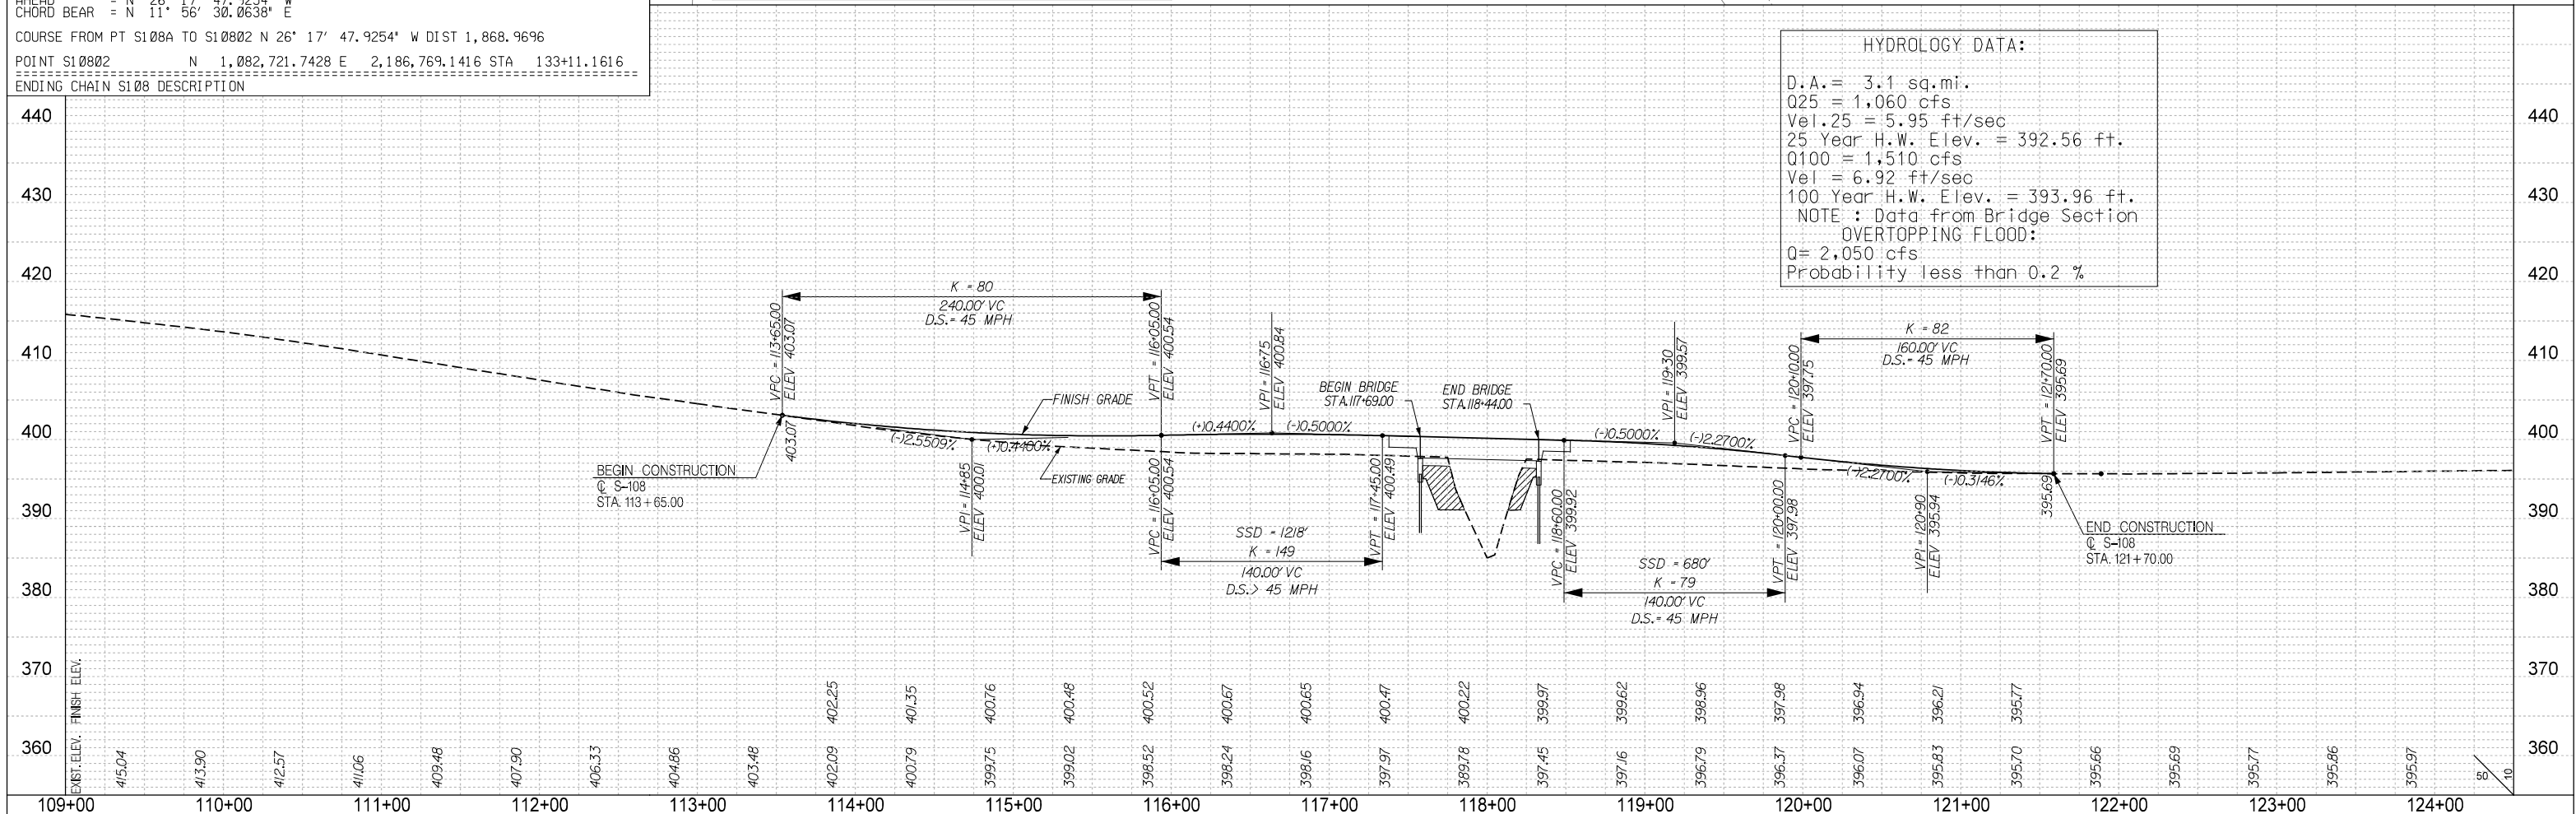 CHORD BEAR = N 11° 56' 30.0638" E
COURSE FROM PT S108A TO S10802 N 26° 17' 47.9254" W DIST 1,868.9696
POINT S10802 N 1,082,721.7428 E 2,186,769.1416 STA 133+11.1616
ENDING CHAIN S108 DESCRIPTION
HYDROLOGY DATA:
D.A.= 3.1 sq.mi.
Q25 = 1,060 cfs
Vel.25 = 5.95 ft/sec
25 Year H.W. Elev. = 392.56 ft.
Q100 = 1,510 cfs
Vel = 6.92 ft/sec
100 Year H.W. Elev. = 393.96 ft.
NOTE : Data from Bridge Section
OVERTOPPING FLOOD:
Q= 2,050 cfs
Probability less than 0.2 %
440
430
420
410
400
390
380
370
360
440
430
420
410
400
390
380
370
360
VPC = 113+65.00
ELEV 403.07
K = 80
240.00' VC
D.S.= 45 MPH
VPT = 116+05.00
ELEV 400.54
VPI = 116+75
ELEV 400.84
BEGIN BRIDGE
STA.117+69.00
END BRIDGE
STA.118+44.00
VPI = 119+30
ELEV 399.57
VPC = 120+10.00
ELEV 397.75
K = 82
160.00' VC
D.S.= 45 MPH
VPT = 121+70.00
ELEV 395.69
FINISH GRADE
403.07
(-)2.5509%
(+)0.4400%
(+)0.4400%
(-)0.5000%
(-)0.5000%
(-)2.2700%
(-)2.2700%
(-)0.3146%
395.69
BEGIN CONSTRUCTION
℄ S-108
STA. 113 + 65.00
VPI = 114+85
ELEV 400.01
EXISTING GRADE
VPC = 116+05.00
ELEV 400.54
SSD = 1218'
K = 149
140.00' VC
D.S.> 45 MPH
VPT = 117+45.00
ELEV 400.49
VPC = 118+60.00
ELEV 399.92
SSD = 680'
K = 79
140.00' VC
D.S.= 45 MPH
VPT = 120+00.00
ELEV 397.98
VPI = 120+90
ELEV 395.94
END CONSTRUCTION
℄ S-108
STA. 121 + 70.00
FINISH ELEV.
402.25 401.35 400.76 400.48 400.52 400.67 400.65 400.47 400.22 399.97 399.62 398.96 397.98 396.94 396.21 395.77
EXIST. ELEV.
415.04 413.90 412.57 411.06 409.48 407.90 406.33 404.86 403.48 402.09 400.79 399.75 399.02 398.52 398.24 398.16 397.97 389.78 397.45 397.16 396.79 396.37 396.07 395.83 395.70 395.66 395.69 395.77 395.86 395.97
50 10
109+00 110+00 111+00 112+00 113+00 114+00 115+00 116+00 117+00 118+00 119+00 120+00 121+00 122+00 123+00 124+00